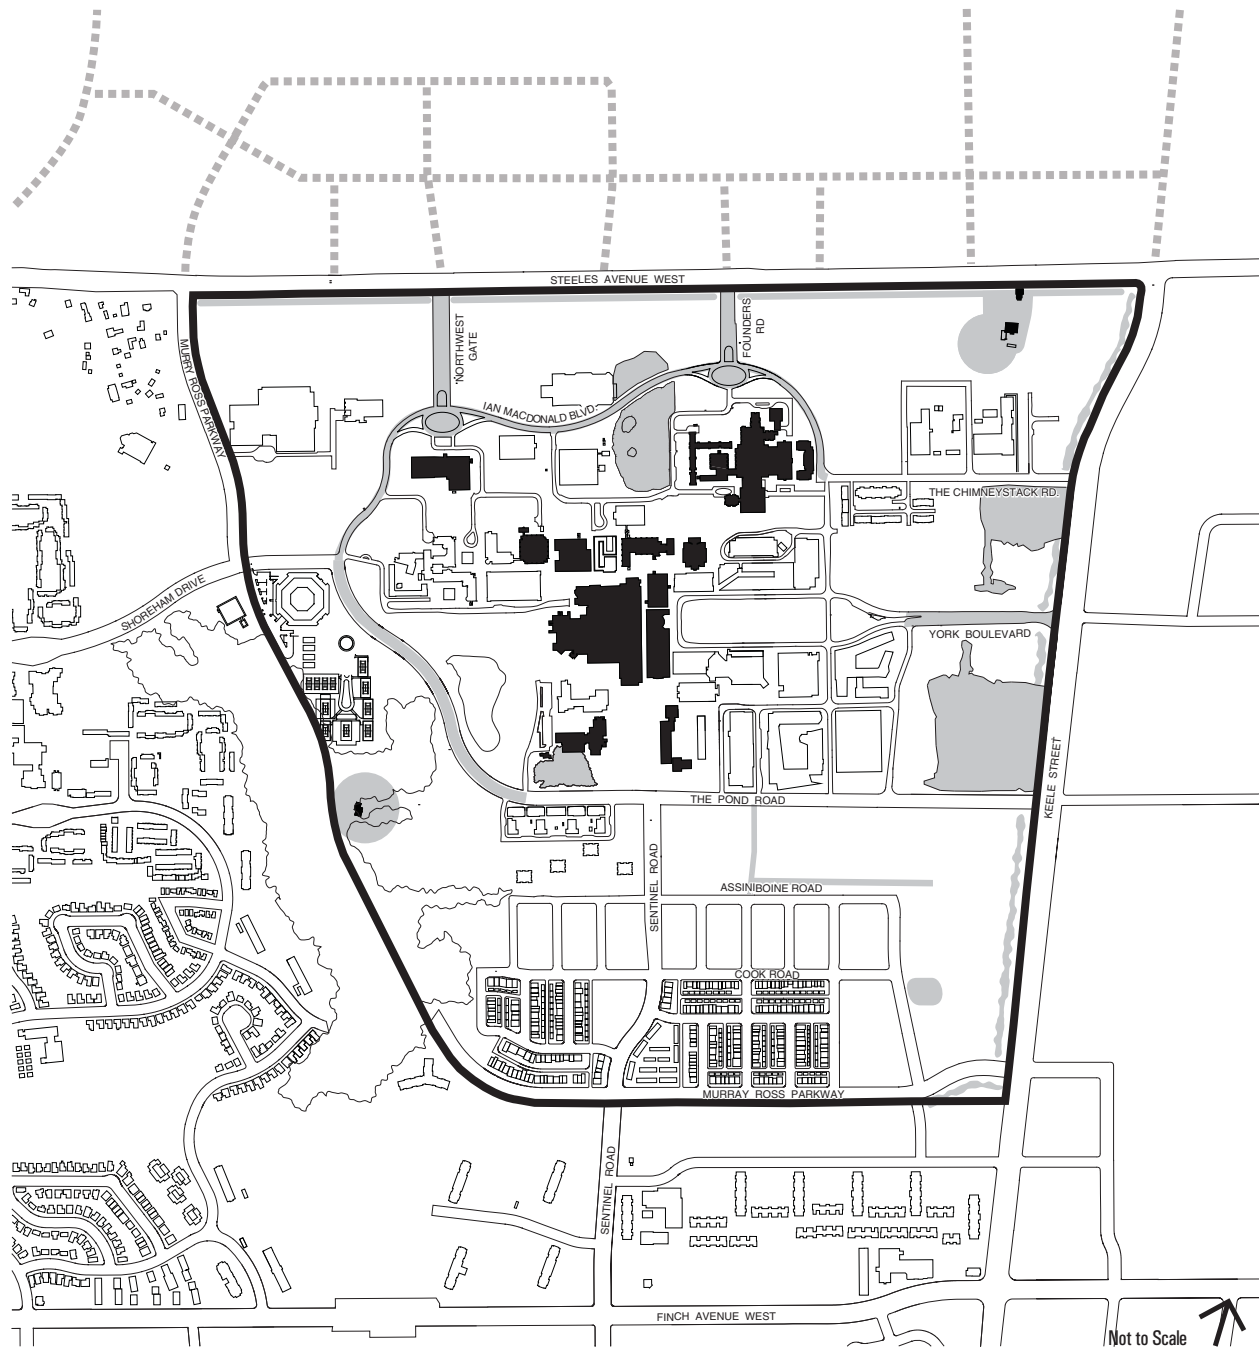 STEELES AVENUE WEST
MURRY ROSS PARKWAY
NORTHWEST
GATE
FOUNDERS
RD
IAN MACDONALD BLVD.
THE CHIMNEYSTACK RD.
SHOREHAM DRIVE
YORK BOULEVARD
KEELE STREET
THE POND ROAD
SENTINEL ROAD
ASSINIBOINE ROAD
COOK ROAD
MURRAY ROSS PARKWAY
SENTINEL ROAD
FINCH AVENUE WEST
Not to Scale